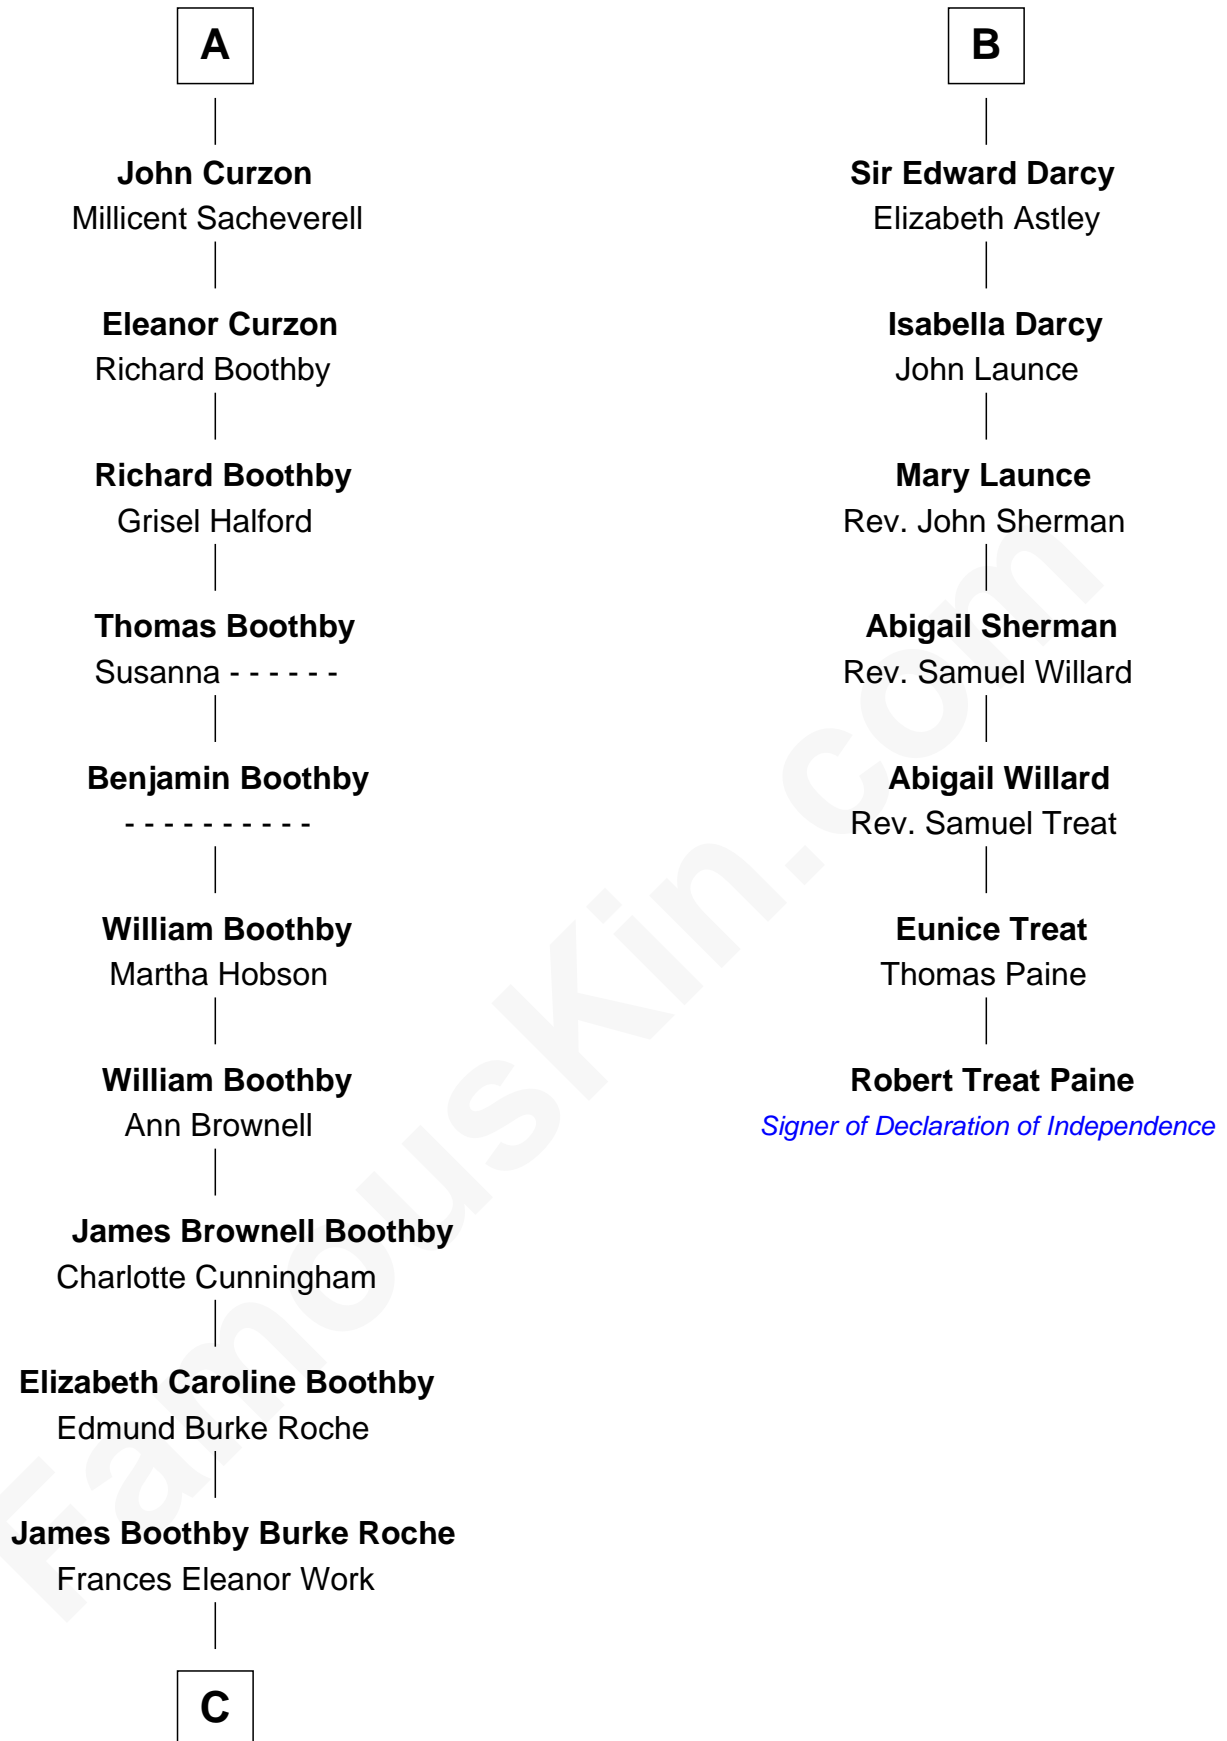 A
John Curzon
Millicent Sacheverell
Eleanor Curzon
Richard Boothby
Richard Boothby
Grisel Halford
Thomas Boothby
Susanna - - - - - -
Benjamin Boothby
- - - - - - - - - -
William Boothby
Martha Hobson
William Boothby
Ann Brownell
James Brownell Boothby
Charlotte Cunningham
Elizabeth Caroline Boothby
Edmund Burke Roche
James Boothby Burke Roche
Frances Eleanor Work
C
B
Sir Edward Darcy
Elizabeth Astley
Isabella Darcy
John Launce
Mary Launce
Rev. John Sherman
Abigail Sherman
Rev. Samuel Willard
Abigail Willard
Rev. Samuel Treat
Eunice Treat
Thomas Paine
Robert Treat Paine
Signer of Declaration of Independence
FamousKin.com